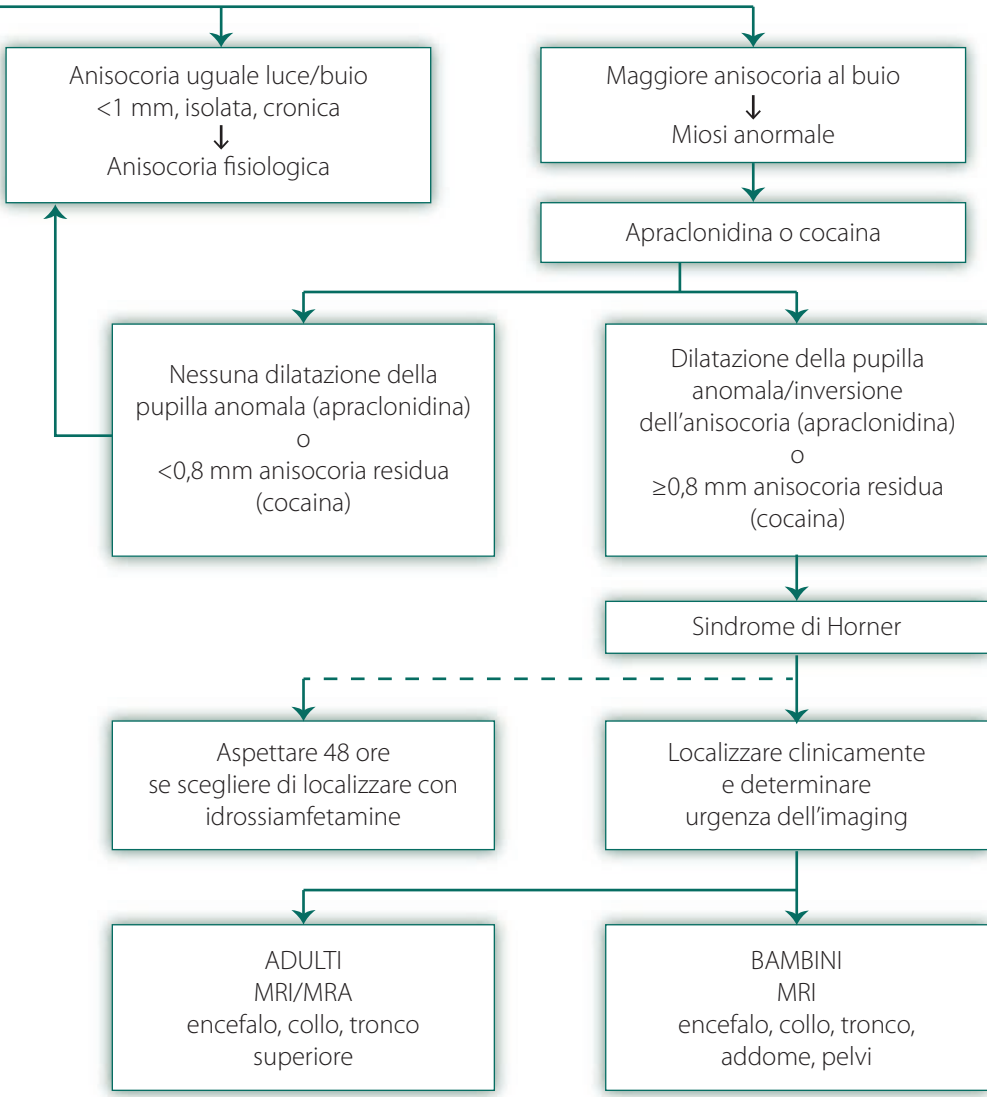 Anisocoria uguale luce/buio
<1 mm, isolata, cronica
Anisocoria fisiologica
Maggiore anisocoria al buio
Miosi anormale
Apraclonidina o cocaina
Nessuna dilatazione della
pupilla anomala (apraclonidina)
o
<0,8 mm anisocoria residua
(cocaina)
Dilatazione della pupilla
anomala/inversione
dell’anisocoria (apraclonidina)
o
≥0,8 mm anisocoria residua
(cocaina)
Sindrome di Horner
Aspettare 48 ore
se scegliere di localizzare con
idrossiamfetamine
Localizzare clinicamente
e determinare
urgenza dell’imaging
ADULTI
MRI/MRA
encefalo, collo, tronco
superiore
BAMBINI
MRI
encefalo, collo, tronco,
addome, pelvi